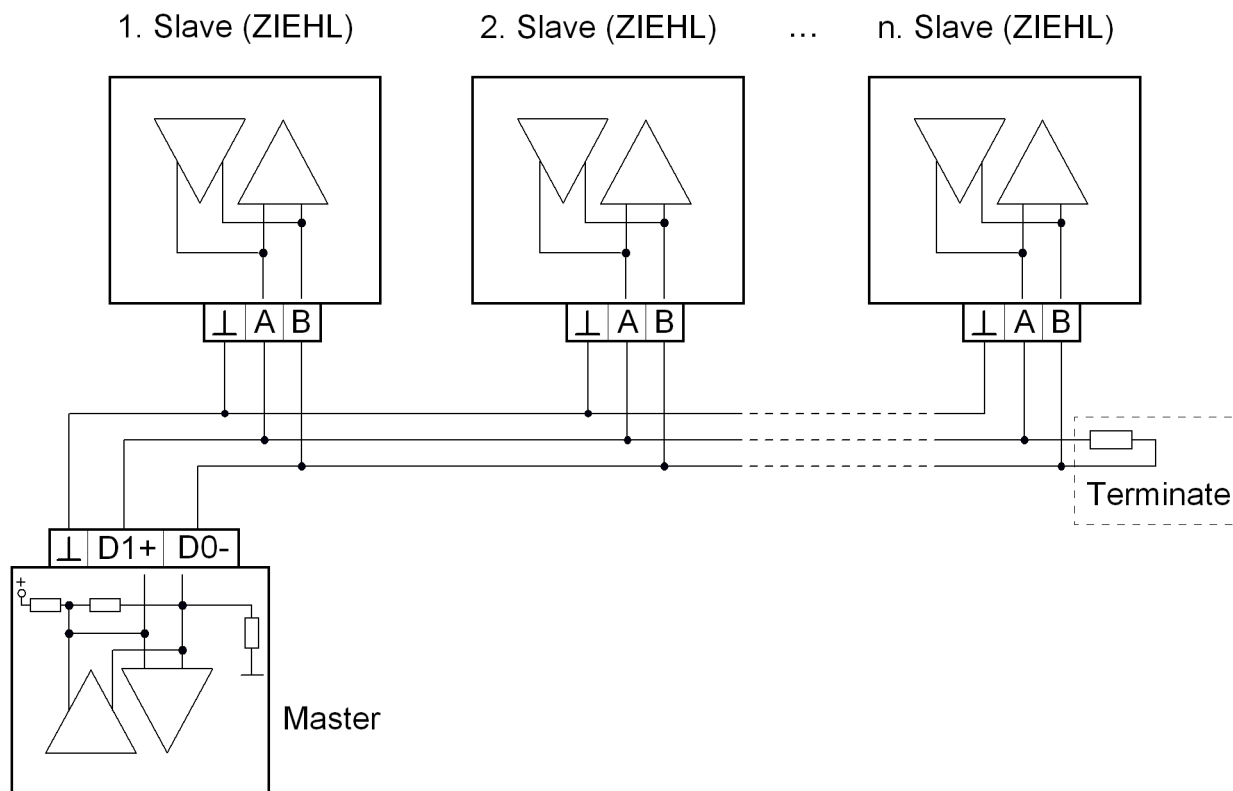 1. Slave (ZIEHL) 2. Slave (ZIEHL) ... n. Slave (ZIEHL)
⊥ A B ⊥ A B ⊥ A B
Terminate
⊥ D1+ D0-
+
Master